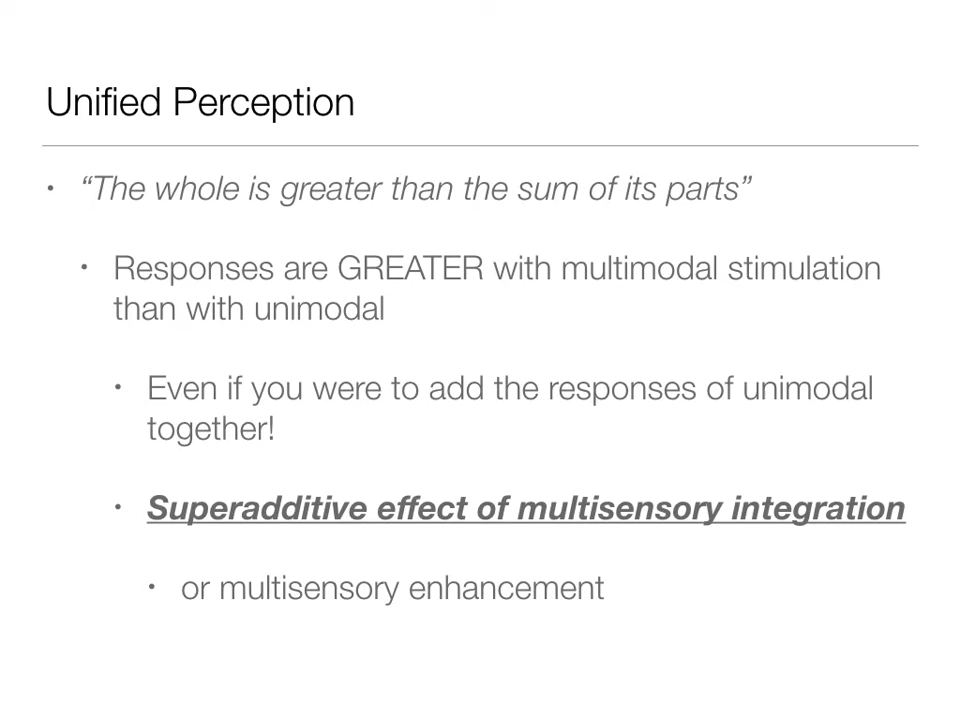 Unified Perception
• “The whole is greater than the sum of its parts”
• Responses are GREATER with multimodal stimulation
than with unimodal
• Even if you were to add the responses of unimodal
together!
• Superadditive effect of multisensory integration
• or multisensory enhancement